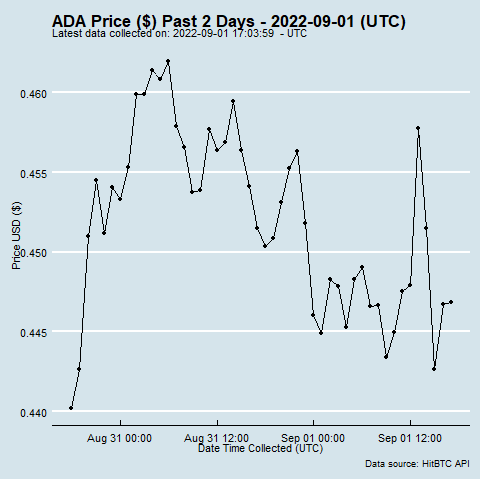 ADA Price ($) Past 2 Days - 2022-09-01 (UTC)
Latest data collected on: 2022-09-01 17:03:59  - UTC
0.460
0.455
0.450
0.445
0.440
Price USD ($)
Aug 31 00:00
Aug 31 12:00
Sep 01 00:00
Sep 01 12:00
Date Time Collected (UTC)
Data source: HitBTC API